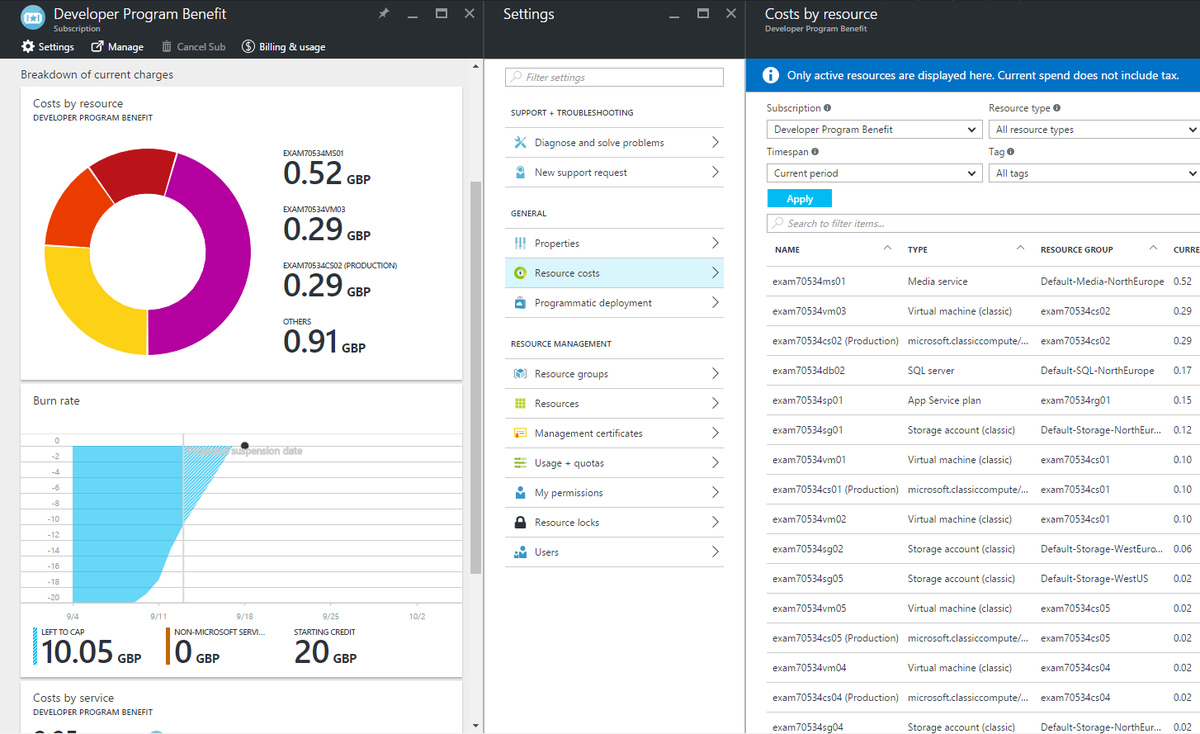 Developer Program Benefit
Subscription
Settings Manage Cancel Sub Billing & usage
Breakdown of current charges
Costs by resource
DEVELOPER PROGRAM BENEFIT
EXAM70534MS01
0.52 GBP
EXAM70534VM03
0.29 GBP
EXAM70534CS02 (PRODUCTION)
0.29 GBP
OTHERS
0.91 GBP
Burn rate
0
-2
-4
-6
-8
-10
-12
-14
-16
-18
-20
suspension date
9/4 9/11 9/18 9/25 10/2
LEFT TO CAP
10.05 GBP
NON-MICROSOFT SERVI...
0 GBP
STARTING CREDIT
20 GBP
Costs by service
DEVELOPER PROGRAM BENEFIT
Settings
Filter settings
SUPPORT + TROUBLESHOOTING
Diagnose and solve problems
New support request
GENERAL
Properties
Resource costs
Programmatic deployment
RESOURCE MANAGEMENT
Resource groups
Resources
Management certificates
Usage + quotas
My permissions
Resource locks
Users
Costs by resource
Developer Program Benefit
Only active resources are displayed here. Current spend does not include tax.
Subscription Resource type
Developer Program Benefit All resource types
Timespan Tag
Current period All tags
Apply
Search to filter items...
NAME TYPE RESOURCE GROUP CURRE
exam70534ms01 Media service Default-Media-NorthEurope 0.52
exam70534vm03 Virtual machine (classic) exam70534cs02 0.29
exam70534cs02 (Production) microsoft.classiccompute/... exam70534cs02 0.29
exam70534db02 SQL server Default-SQL-NorthEurope 0.17
exam70534sp01 App Service plan exam70534rg01 0.15
exam70534sg01 Storage account (classic) Default-Storage-NorthEur... 0.12
exam70534vm01 Virtual machine (classic) exam70534cs01 0.10
exam70534cs01 (Production) microsoft.classiccompute/... exam70534cs01 0.10
exam70534vm02 Virtual machine (classic) exam70534cs01 0.10
exam70534sg02 Storage account (classic) Default-Storage-WestEuro... 0.06
exam70534sg05 Storage account (classic) Default-Storage-WestUS 0.02
exam70534vm05 Virtual machine (classic) exam70534cs05 0.02
exam70534cs05 (Production) microsoft.classiccompute/... exam70534cs05 0.02
exam70534vm04 Virtual machine (classic) exam70534cs04 0.02
exam70534cs04 (Production) microsoft.classiccompute/... exam70534cs04 0.02
exam70534sg04 Storage account (classic) Default-Storage-NorthEur... 0.02